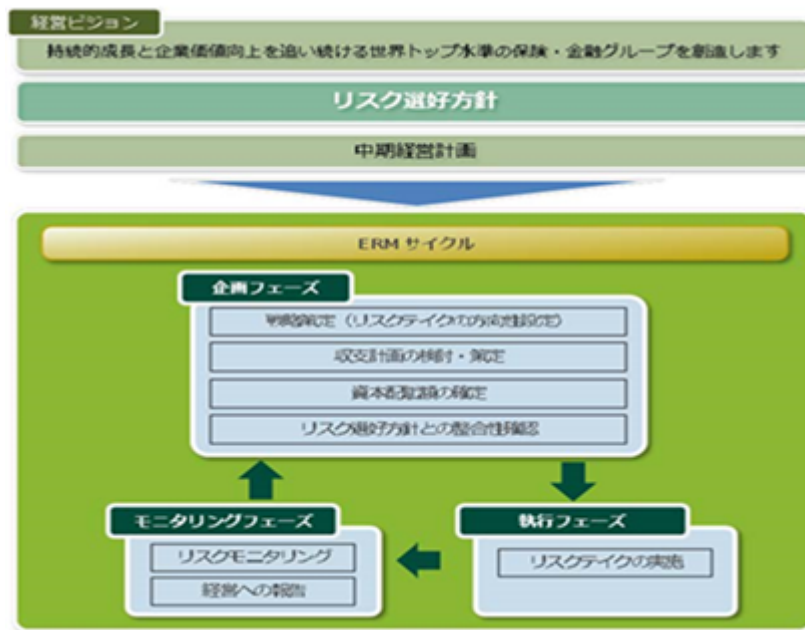 経営ビジョン
持続的成長と企業価値向上を追い続ける世界トップ水準の保険・金融グループを創造します
リスク選好方針
中期経営計画
ERM サイクル
企画フェーズ
戦略策定（リスクテイクの方向性設定）
収支計画の検討・策定
資本配賦額の確定
リスク選好方針との整合性確認
モニタリングフェーズ
リスクモニタリング
経営への報告
執行フェーズ
リスクテイクの実施